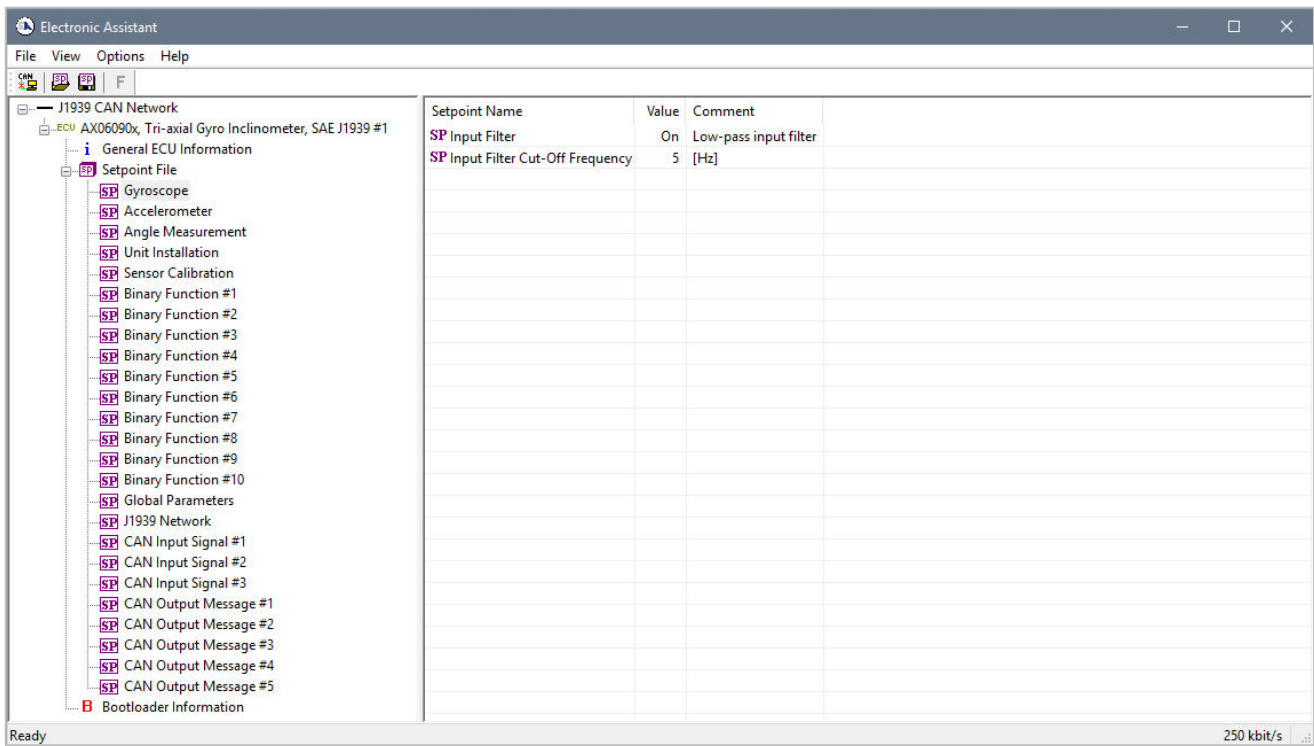 Electronic Assistant
File View Options Help
CAN SP SP F
J1939 CAN Network
ECU AX06090x, Tri-axial Gyro Inclinometer, SAE J1939 #1
i General ECU Information
SP Setpoint File
SP Gyroscope
SP Accelerometer
SP Angle Measurement
SP Unit Installation
SP Sensor Calibration
SP Binary Function #1
SP Binary Function #2
SP Binary Function #3
SP Binary Function #4
SP Binary Function #5
SP Binary Function #6
SP Binary Function #7
SP Binary Function #8
SP Binary Function #9
SP Binary Function #10
SP Global Parameters
SP J1939 Network
SP CAN Input Signal #1
SP CAN Input Signal #2
SP CAN Input Signal #3
SP CAN Output Message #1
SP CAN Output Message #2
SP CAN Output Message #3
SP CAN Output Message #4
SP CAN Output Message #5
B Bootloader Information
Setpoint Name Value Comment
SP Input Filter On Low-pass input filter
SP Input Filter Cut-Off Frequency 5 [Hz]
Ready 250 kbit/s